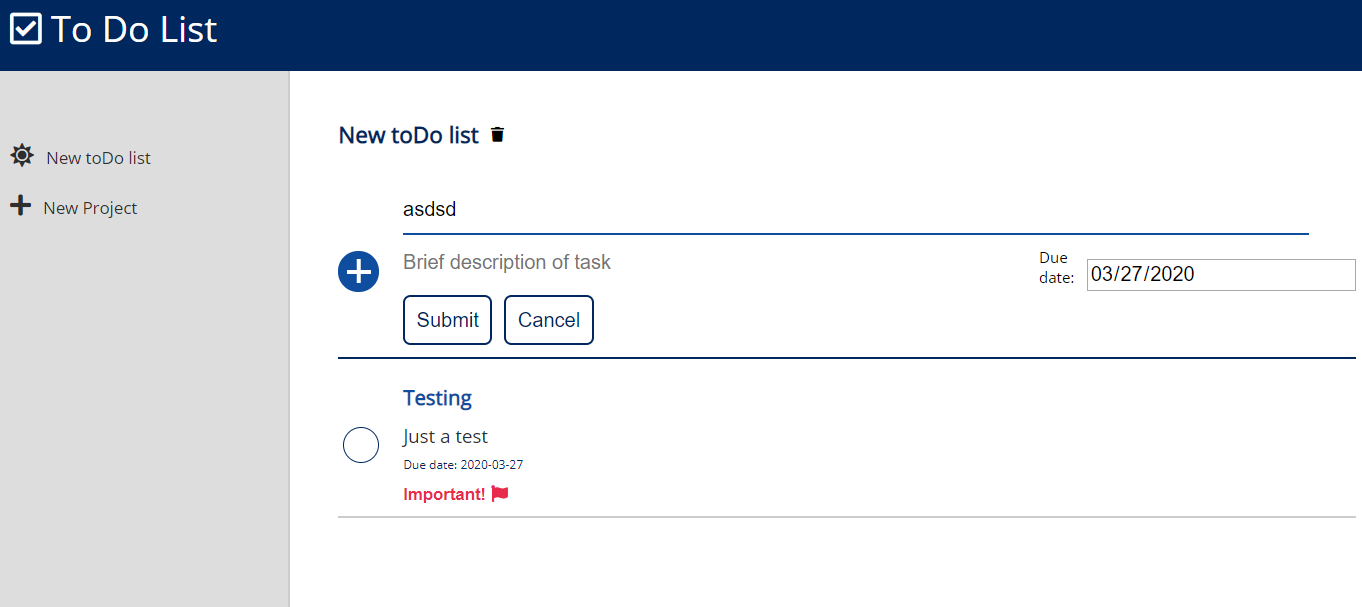 To Do List
New toDo list
New Project
New toDo list
asdsd
Brief description of task
Due
date:
03/27/2020
Submit
Cancel
Testing
Just a test
Due date: 2020-03-27
Important!